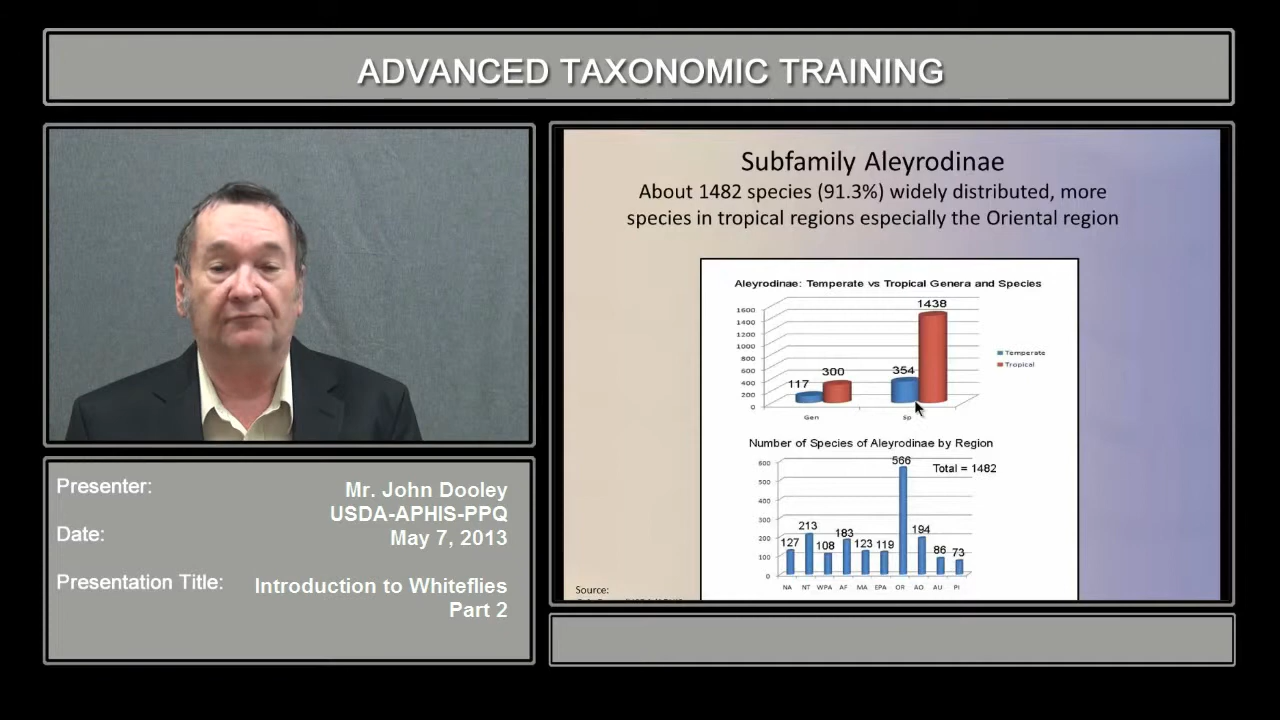 ADVANCED TAXONOMIC TRAINING
Presenter:
Mr. John Dooley
USDA-APHIS-PPQ
Date:
May 7, 2013
Presentation Title:
Introduction to Whiteflies
Part 2
Subfamily Aleyrodinae
About 1482 species (91.3%) widely distributed, more
species in tropical regions especially the Oriental region
Aleyrodinae: Temperate vs Tropical Genera and Species
1600
1400
1200
1000
800
600
400
200
0
117
300
354
1438
Gen
Sp
Temperate
Tropical
Number of Species of Aleyrodinae by Region
Total = 1482
600
500
400
300
200
100
0
127
213
108
183
123
119
566
194
86
73
NA NT WPA AF MA EPA OR AO AU PI
Source: